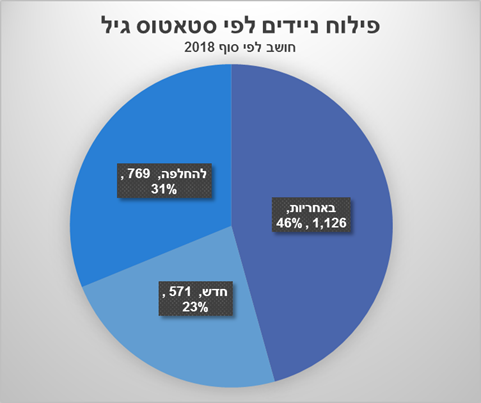 פילוח ניידים לפי סטאטוס גיל
חושב לפי סוף 2018
להחלפה, 769 ,
31%
באחריות,
1,126 , 46%
חדש, 571 ,
23%